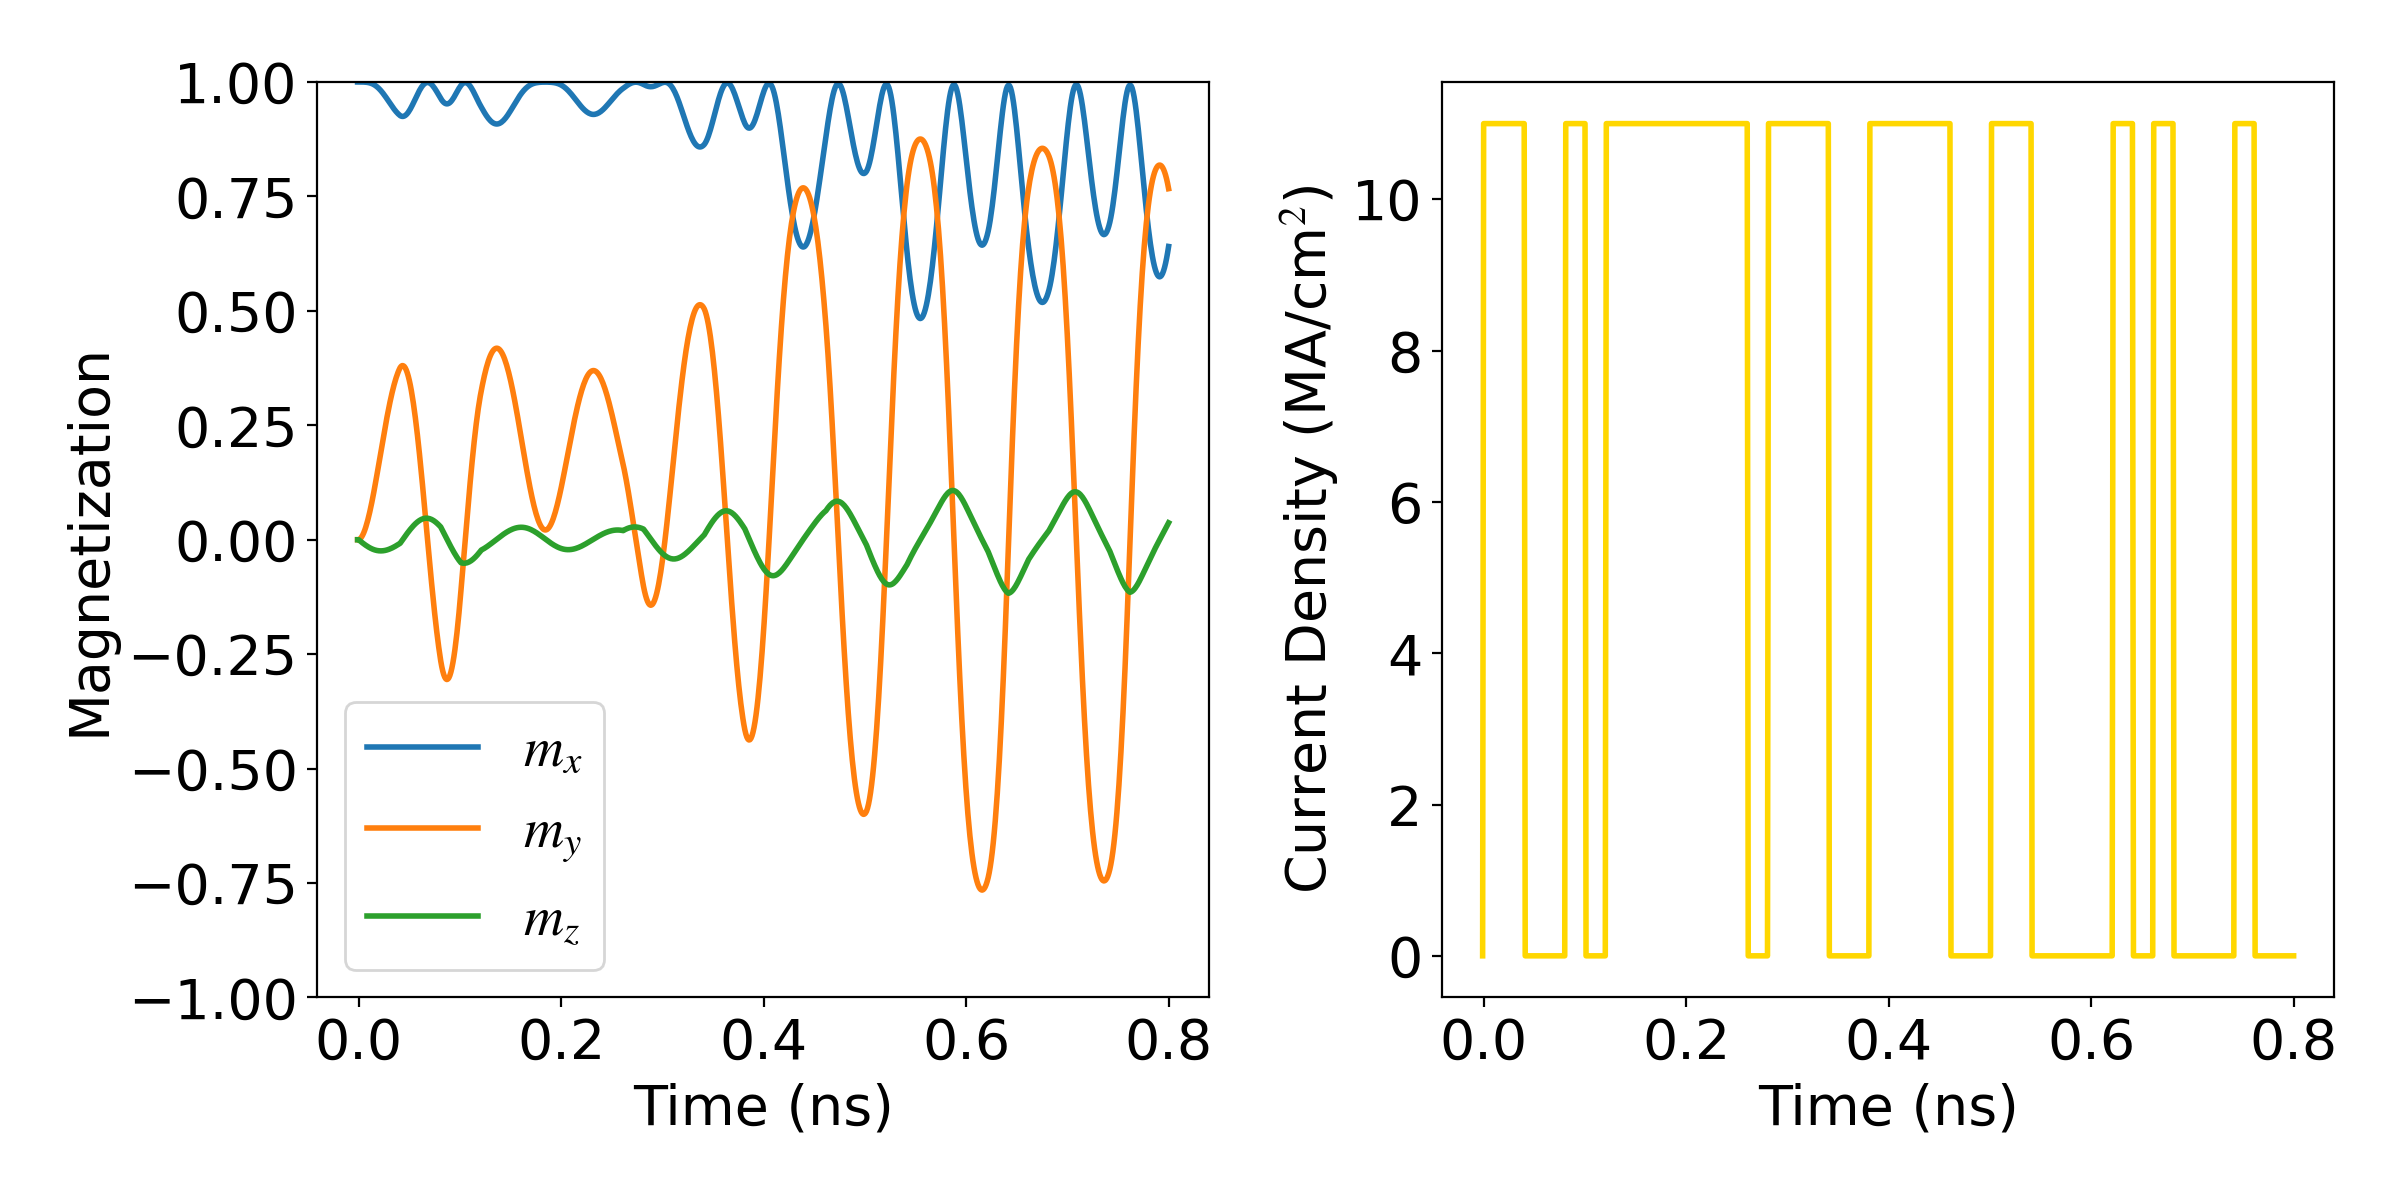 1.00
0.75
0.50
0.25
0.00
−0.25
−0.50
−0.75
−1.00
Magnetization
m_x
m_y
m_z
0.0 0.2 0.4 0.6 0.8
Time (ns)
10
8
6
4
2
0
Current Density (MA/cm²)
0.0 0.2 0.4 0.6 0.8
Time (ns)